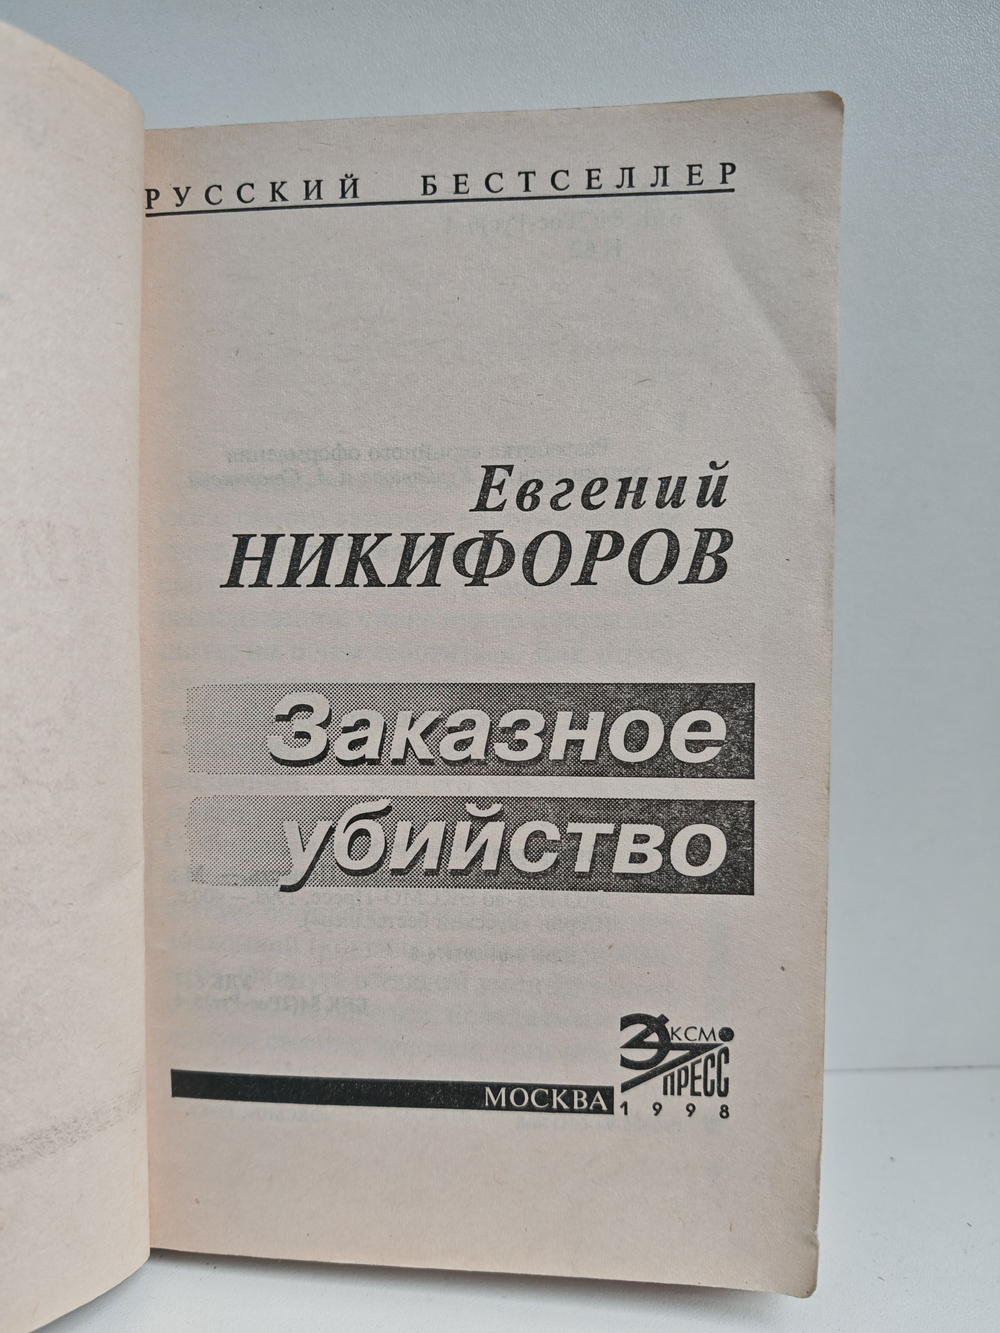 РУССКИЙ БЕСТСЕЛЛЕР
Евгений
НИКИФОРОВ
Заказное
убийство
ЭКСМО
ПРЕСС
МОСКВА
1998